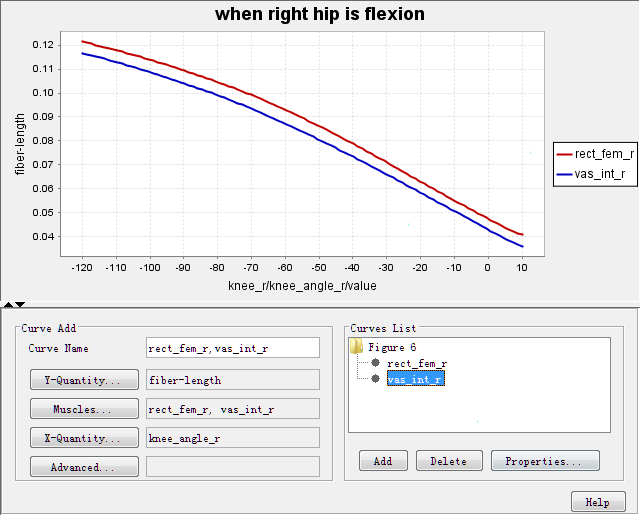 when right hip is flexion
0.12
0.11
0.10
0.09
0.08
0.07
0.06
0.05
0.04
fiber-length
-120 -110 -100 -90 -80 -70 -60 -50 -40 -30 -20 -10 0 10
knee_r/knee_angle_r/value
rect_fem_r
vas_int_r
Curve Add
Curve Name rect_fem_r,vas_int_r
Y-Quantity... fiber-length
Muscles... rect_fem_r, vas_int_r
X-Quantity... knee_angle_r
Advanced...
Curves List
Figure 6
rect_fem_r
vas_int_r
Add Delete Properties...
Help